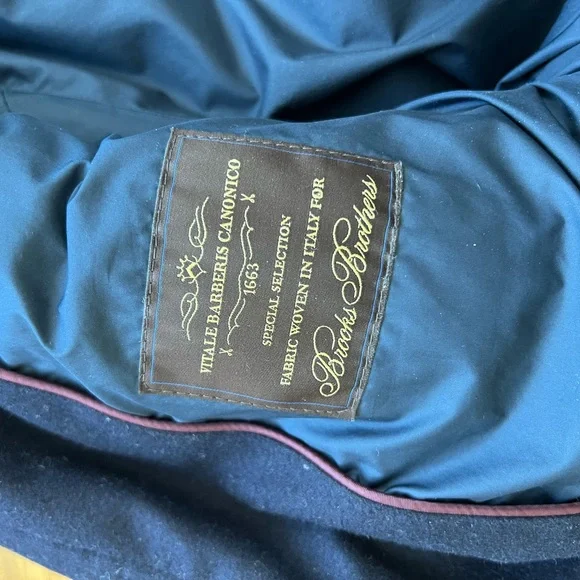 VITALE BARBERIS CANONICO
1663
SPECIAL SELECTION
FABRIC WOVEN IN ITALY FOR
Brooks Brothers